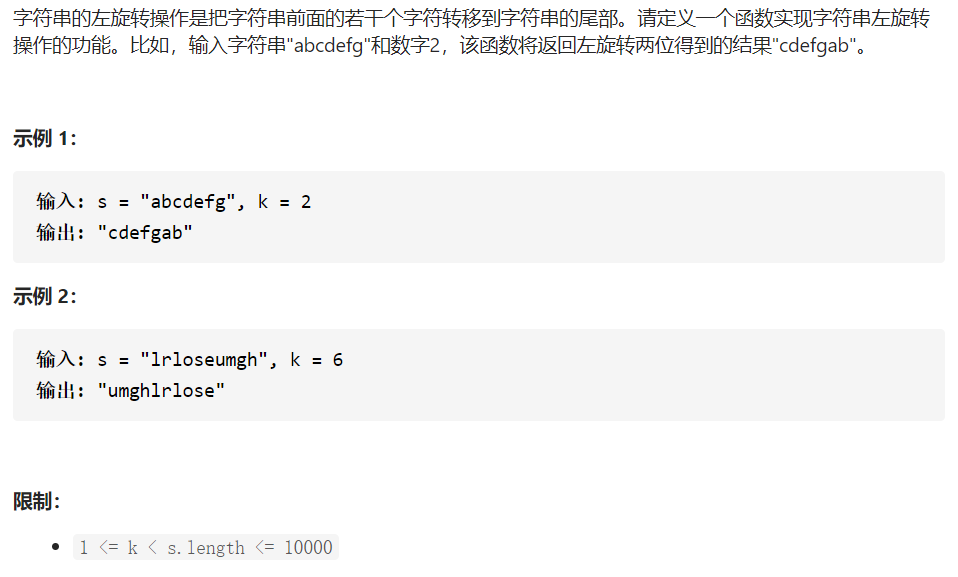 字符串的左旋转操作是把字符串前面的若干个字符转移到字符串的尾部。请定义一个函数实现字符串左旋转
操作的功能。比如，输入字符串"abcdefg"和数字2，该函数将返回左旋转两位得到的结果"cdefgab"。
示例 1：
输入: s = "abcdefg", k = 2
输出: "cdefgab"
示例 2：
输入: s = "lrloseumgh", k = 6
输出: "umghlrlose"
限制：
1 <= k < s.length <= 10000